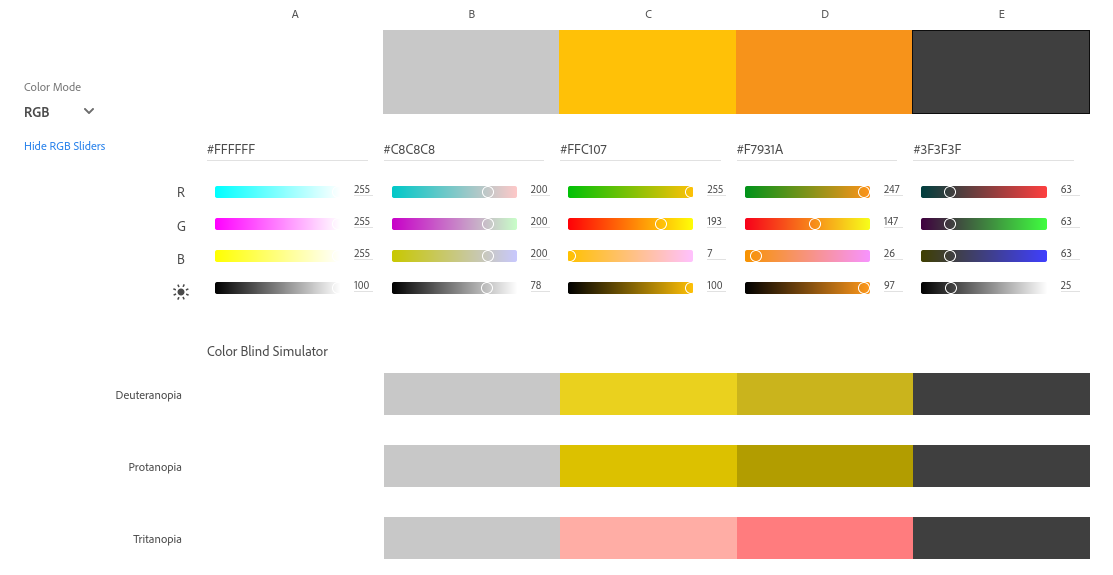 A B C D E
Color Mode
RGB
Hide RGB Sliders
#FFFFFF #C8C8C8 #FFC107 #F7931A #3F3F3F
R 255 200 255 247 63
G 255 200 193 147 63
B 255 200 7 26 63
100 78 100 97 25
Color Blind Simulator
Deuteranopia
Protanopia
Tritanopia